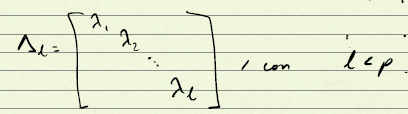 Λ_ℓ = [ λ_1 λ_2 ⋱ λ_ℓ ] , con ℓ < p